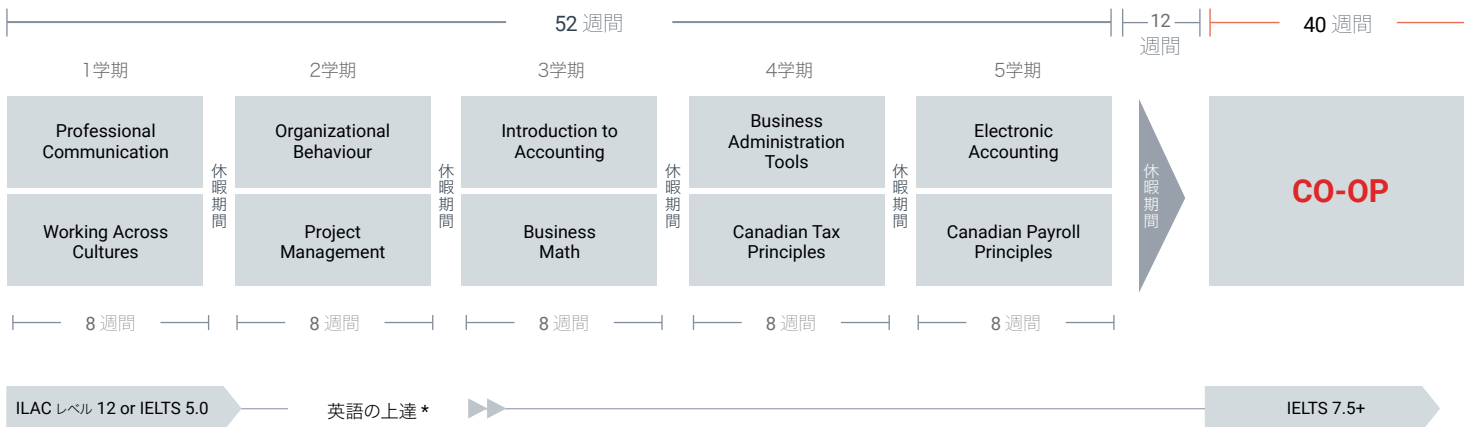 52 週間
12
週間
40 週間
1学期
2学期
3学期
4学期
5学期
Professional
Communication
Organizational
Behaviour
Introduction to
Accounting
Business
Administration
Tools
Electronic
Accounting
休暇期間
休暇期間
休暇期間
休暇期間
休暇期間
CO-OP
Working Across
Cultures
Project
Management
Business
Math
Canadian Tax
Principles
Canadian Payroll
Principles
8 週間
8 週間
8 週間
8 週間
8 週間
ILAC レベル 12 or IELTS 5.0
英語の上達 *
IELTS 7.5+